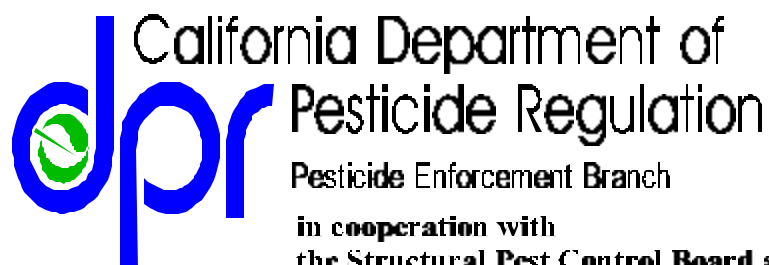 California Department of
dpr
Pesticide Regulation
Pesticide Enforcement Branch
in cooperation with
the Structural Pest Control Board a